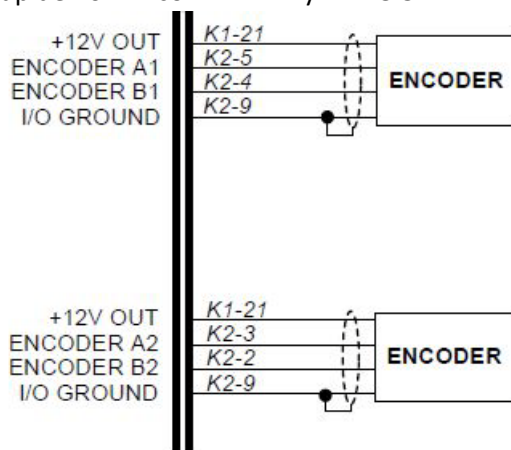 +12V OUT K1-21
ENCODER A1 K2-5
ENCODER B1 K2-4
I/O GROUND K2-9
ENCODER
+12V OUT K1-21
ENCODER A2 K2-3
ENCODER B2 K2-2
I/O GROUND K2-9
ENCODER